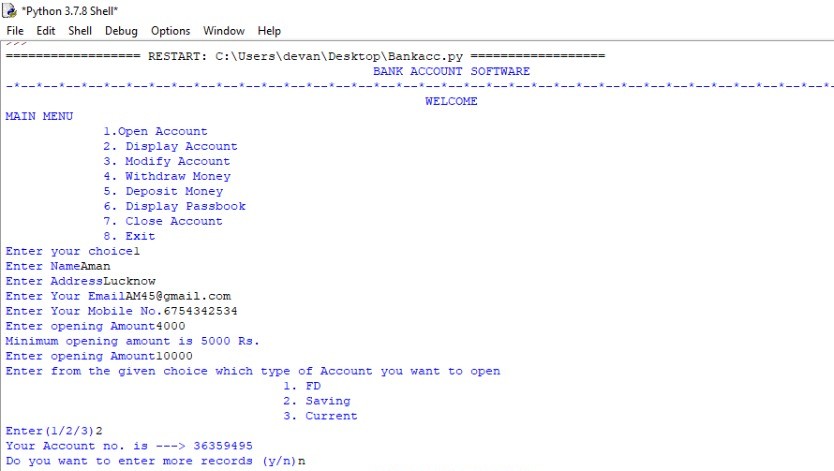 *Python 3.7.8 Shell*
File Edit Shell Debug Options Window Help
>>>
================== RESTART: C:\Users\devan\Desktop\Bankacc.py ==================
BANK ACCOUNT SOFTWARE
-*--*--*--*--*--*--*--*--*--*--*--*--*--*--*--*--*--*--*--*--*--*--*--*--*--*--*--*--*--*--*--*--*--*--*--*--*-
WELCOME
MAIN MENU
1.Open Account
2. Display Account
3. Modify Account
4. Withdraw Money
5. Deposit Money
6. Display Passbook
7. Close Account
8. Exit
Enter your choice1
Enter NameAman
Enter AddressLucknow
Enter Your EmailAM45@gmail.com
Enter Your Mobile No.6754342534
Enter opening Amount4000
Minimum opening amount is 5000 Rs.
Enter opening Amount10000
Enter from the given choice which type of Account you want to open
1. FD
2. Saving
3. Current
Enter(1/2/3)2
Your Account no. is ---> 36359495
Do you want to enter more records (y/n)n